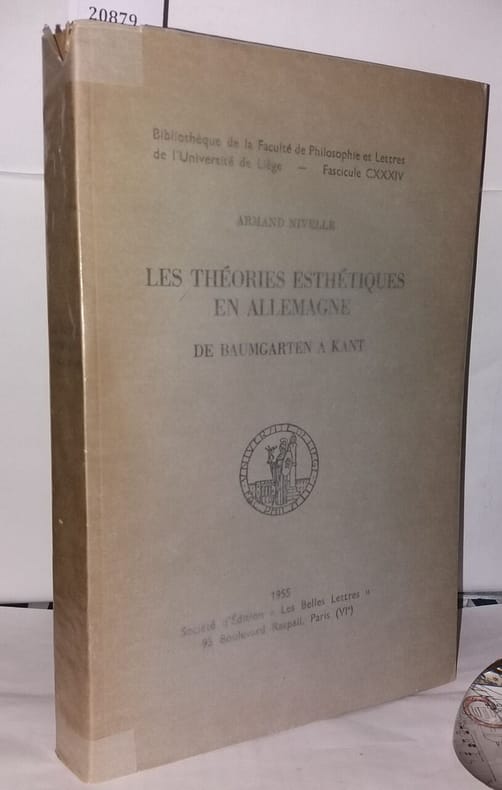 20879
Bibliothèque de la Faculté de Philosophie et Lettres
de l'Université de Liège — Fascicule CXXXIV
ARMAND NIVELLE
LES THÉORIES ESTHÉTIQUES
EN ALLEMAGNE
DE BAUMGARTEN A KANT
1955
Société d'Édition « Les Belles Lettres »
95 Boulevard Raspail, Paris (VIᵉ)